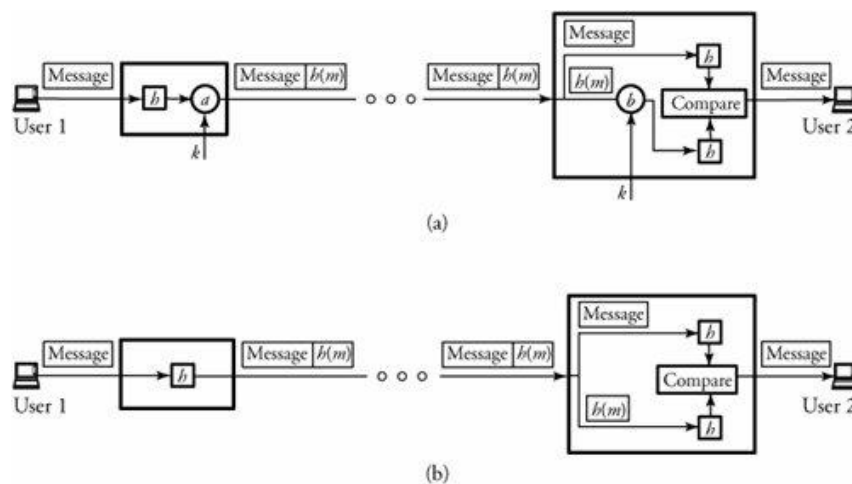 Message
h
a
k
User 1
Message h(m)
Message h(m)
Message
h(m)
b
k
h
Compare
h
Message
User 2
(a)
Message
h
User 1
Message h(m)
Message h(m)
Message
h(m)
h
Compare
h
Message
User 2
(b)